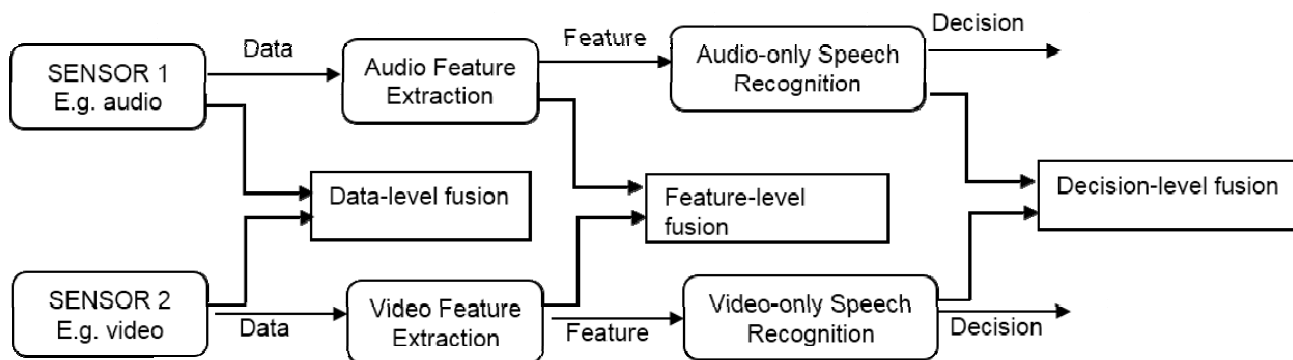 Data
Feature
Decision
SENSOR 1
E.g. audio
Audio Feature
Extraction
Audio-only Speech
Recognition
Data-level fusion
Feature-level
fusion
Decision-level fusion
SENSOR 2
E.g. video
Data
Video Feature
Extraction
Feature
Video-only Speech
Recognition
Decision